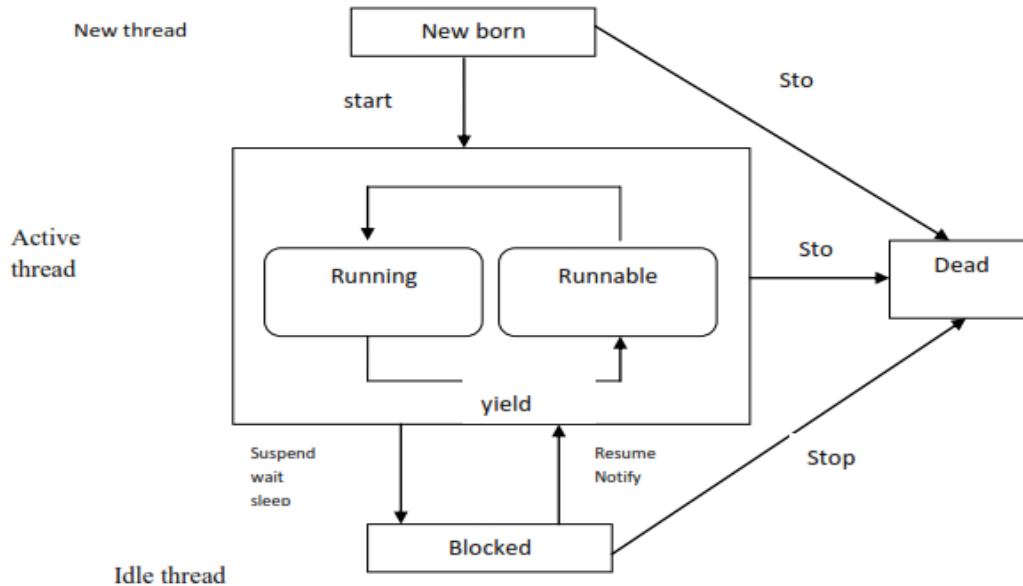 New thread
New born
start
Sto
Active
thread
Running
Runnable
Sto
Dead
yield
Suspend
wait
sleep
Resume
Notify
Stop
Blocked
Idle thread